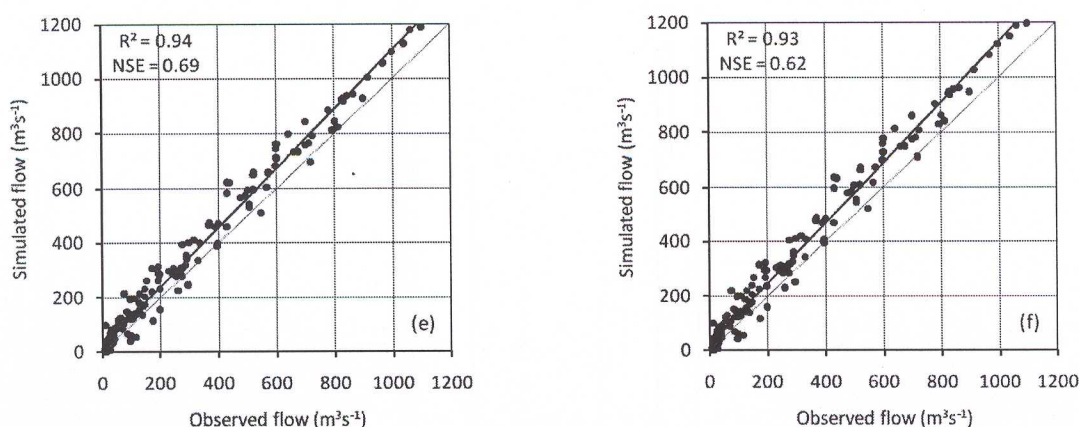 1200
R² = 0.94
NSE = 0.69
1000
800
600
400
200
0
Simulated flow (m³s⁻¹)
(e)
0 200 400 600 800 1000 1200
Observed flow (m³s⁻¹)
1200
R² = 0.93
NSE = 0.62
1000
800
600
400
200
0
Simulated flow (m³s⁻¹)
(f)
0 200 400 600 800 1000 1200
Observed flow (m³s⁻¹)